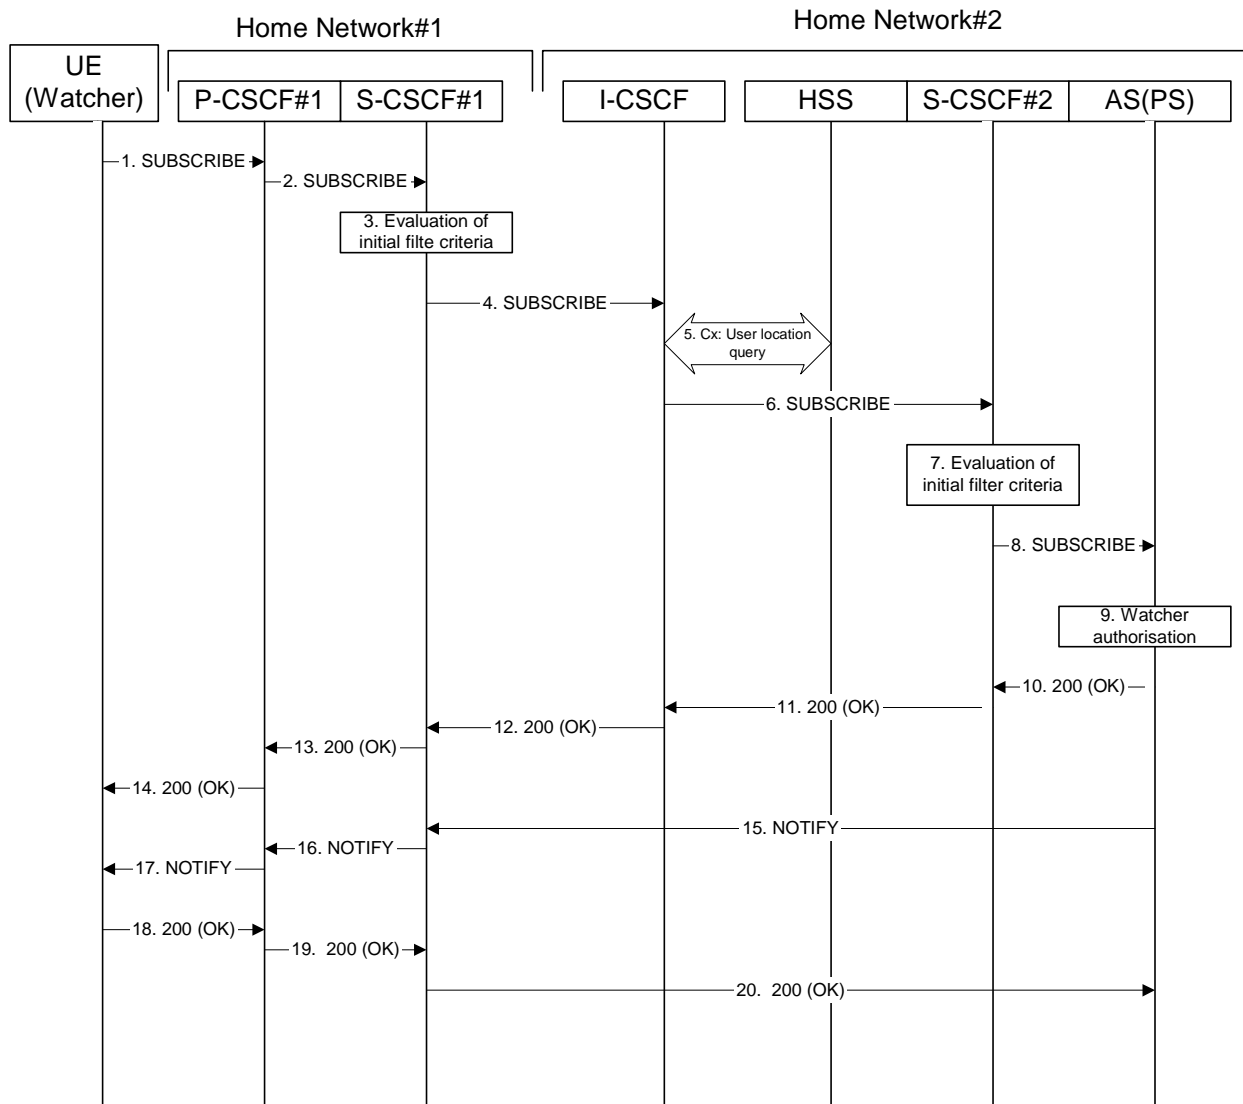 Home Network#1
Home Network#2
UE
(Watcher)
P-CSCF#1
S-CSCF#1
I-CSCF
HSS
S-CSCF#2
AS(PS)
1. SUBSCRIBE
2. SUBSCRIBE
3. Evaluation of
initial filte criteria
4. SUBSCRIBE
5. Cx: User location
query
6. SUBSCRIBE
7. Evaluation of
initial filter criteria
8. SUBSCRIBE
9. Watcher
authorisation
10. 200 (OK)
11. 200 (OK)
12. 200 (OK)
13. 200 (OK)
14. 200 (OK)
15. NOTIFY
16. NOTIFY
17. NOTIFY
18. 200 (OK)
19. 200 (OK)
20. 200 (OK)